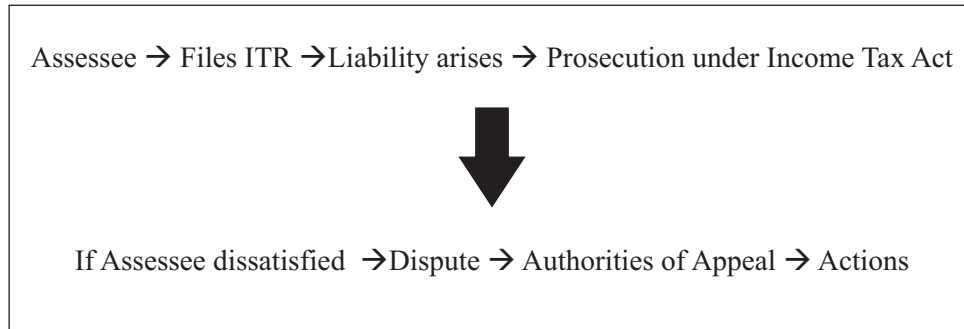 Assessee → Files ITR →Liability arises → Prosecution under Income Tax Act
If Assessee dissatisfied →Dispute → Authorities of Appeal → Actions